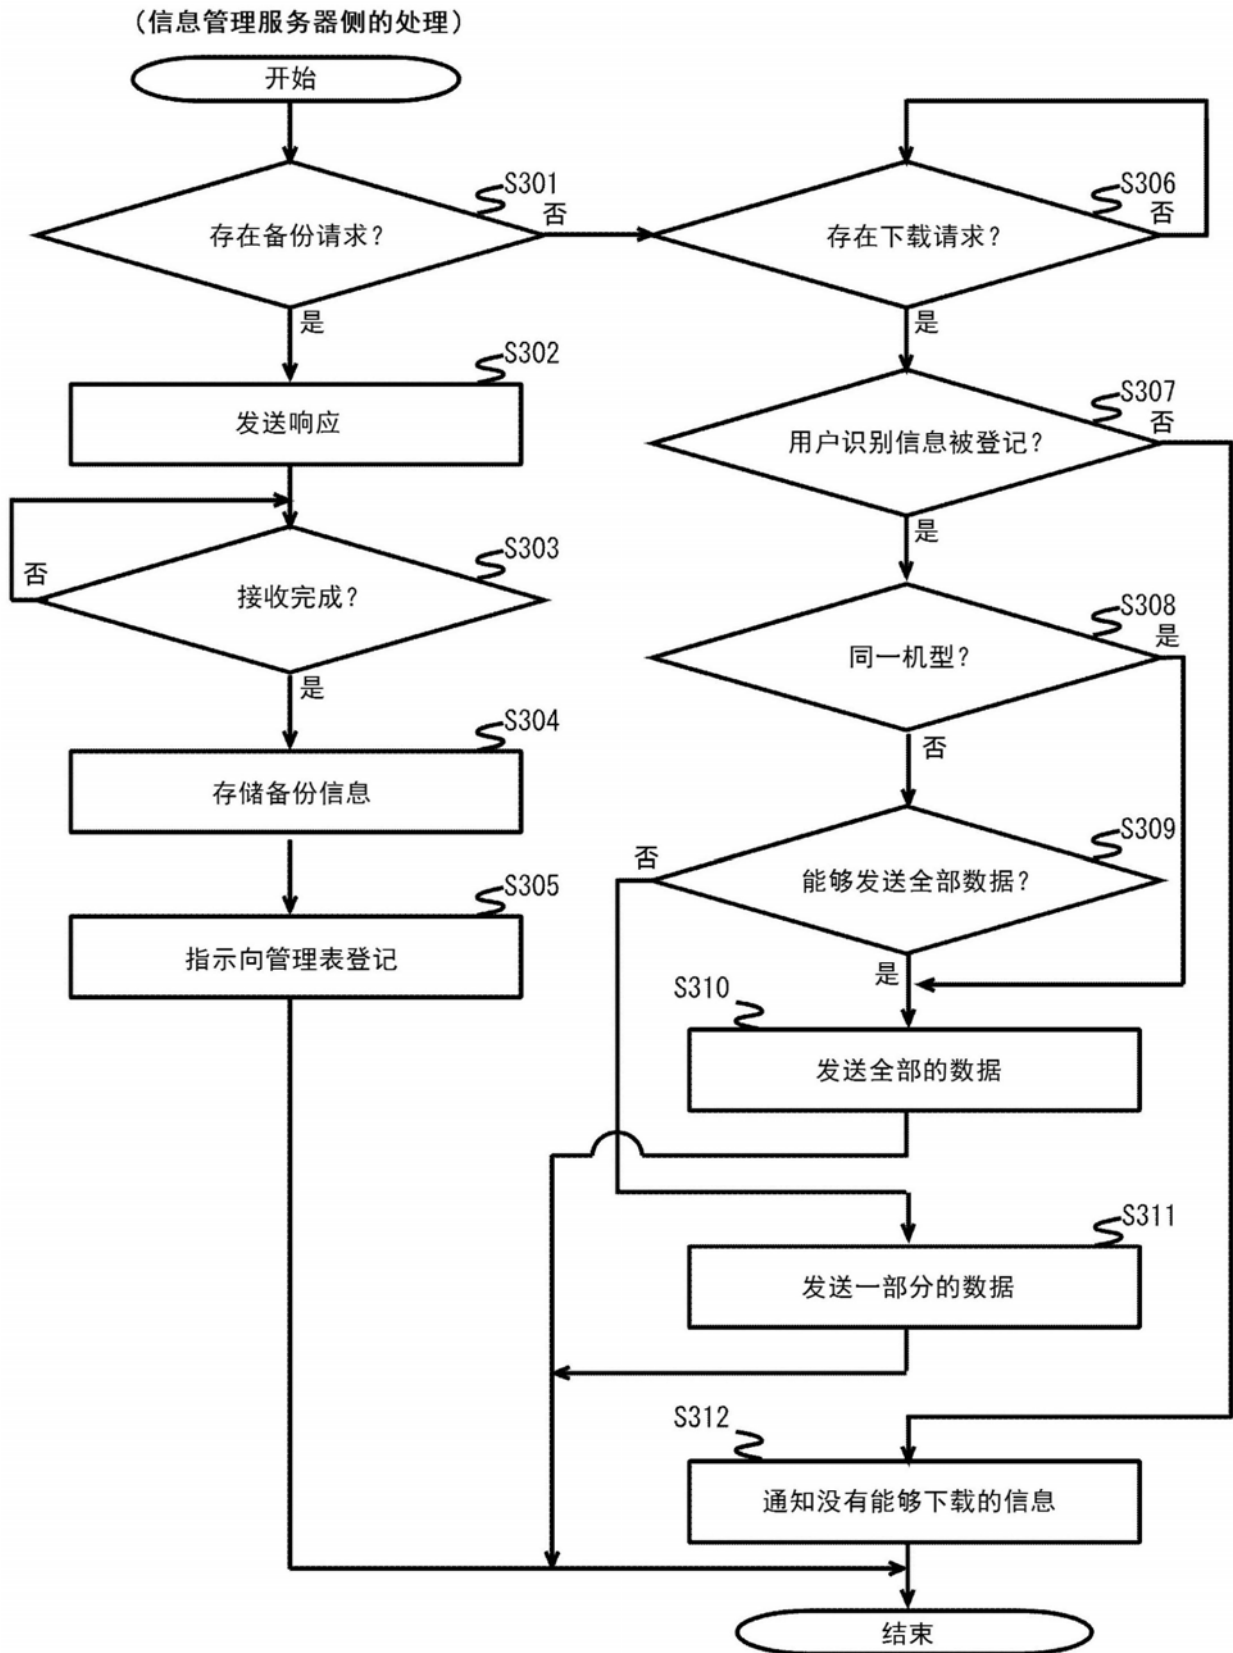 (信息管理服务器侧的处理)
开始
S301
存在备份请求?
否
是
S302
发送响应
S303
接收完成?
否
是
S304
存储备份信息
S305
指示向管理表登记
S306
存在下载请求?
否
是
S307
用户识别信息被登记?
否
是
S308
同一机型?
是
否
S309
能够发送全部数据?
否
是
S310
发送全部的数据
S311
发送一部分的数据
S312
通知没有能够下载的信息
结束